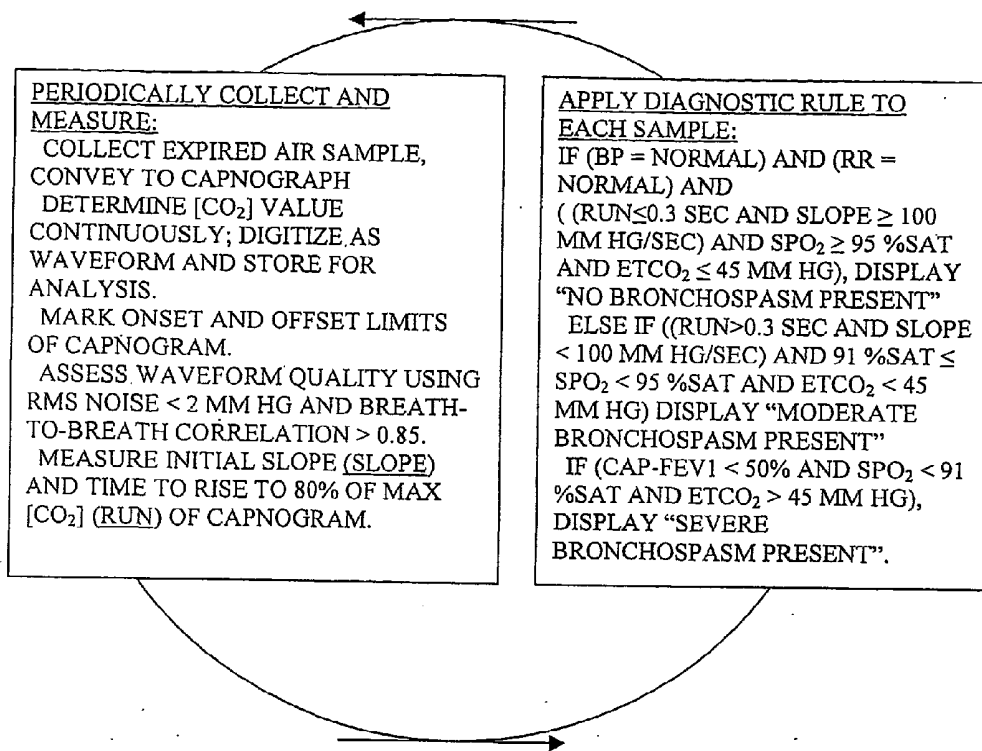 PERIODICALLY COLLECT AND
MEASURE:
COLLECT EXPIRED AIR SAMPLE,
CONVEY TO CAPNOGRAPH
DETERMINE [CO₂] VALUE
CONTINUOUSLY; DIGITIZE AS
WAVEFORM AND STORE FOR
ANALYSIS.
MARK ONSET AND OFFSET LIMITS
OF CAPNOGRAM.
ASSESS WAVEFORM QUALITY USING
RMS NOISE < 2 MM HG AND BREATH-
TO-BREATH CORRELATION > 0.85.
MEASURE INITIAL SLOPE (SLOPE)
AND TIME TO RISE TO 80% OF MAX
[CO₂] (RUN) OF CAPNOGRAM.
APPLY DIAGNOSTIC RULE TO
EACH SAMPLE:
IF (BP = NORMAL) AND (RR =
NORMAL) AND
( (RUN≤0.3 SEC AND SLOPE ≥ 100
MM HG/SEC) AND SPO₂ ≥ 95 %SAT
AND ETCO₂ ≤ 45 MM HG), DISPLAY
“NO BRONCHOSPASM PRESENT”
ELSE IF ((RUN>0.3 SEC AND SLOPE
< 100 MM HG/SEC) AND 91 %SAT ≤
SPO₂ < 95 %SAT AND ETCO₂ < 45
MM HG) DISPLAY “MODERATE
BRONCHOSPASM PRESENT”
IF (CAP-FEV1 < 50% AND SPO₂ < 91
%SAT AND ETCO₂ > 45 MM HG),
DISPLAY “SEVERE
BRONCHOSPASM PRESENT”.